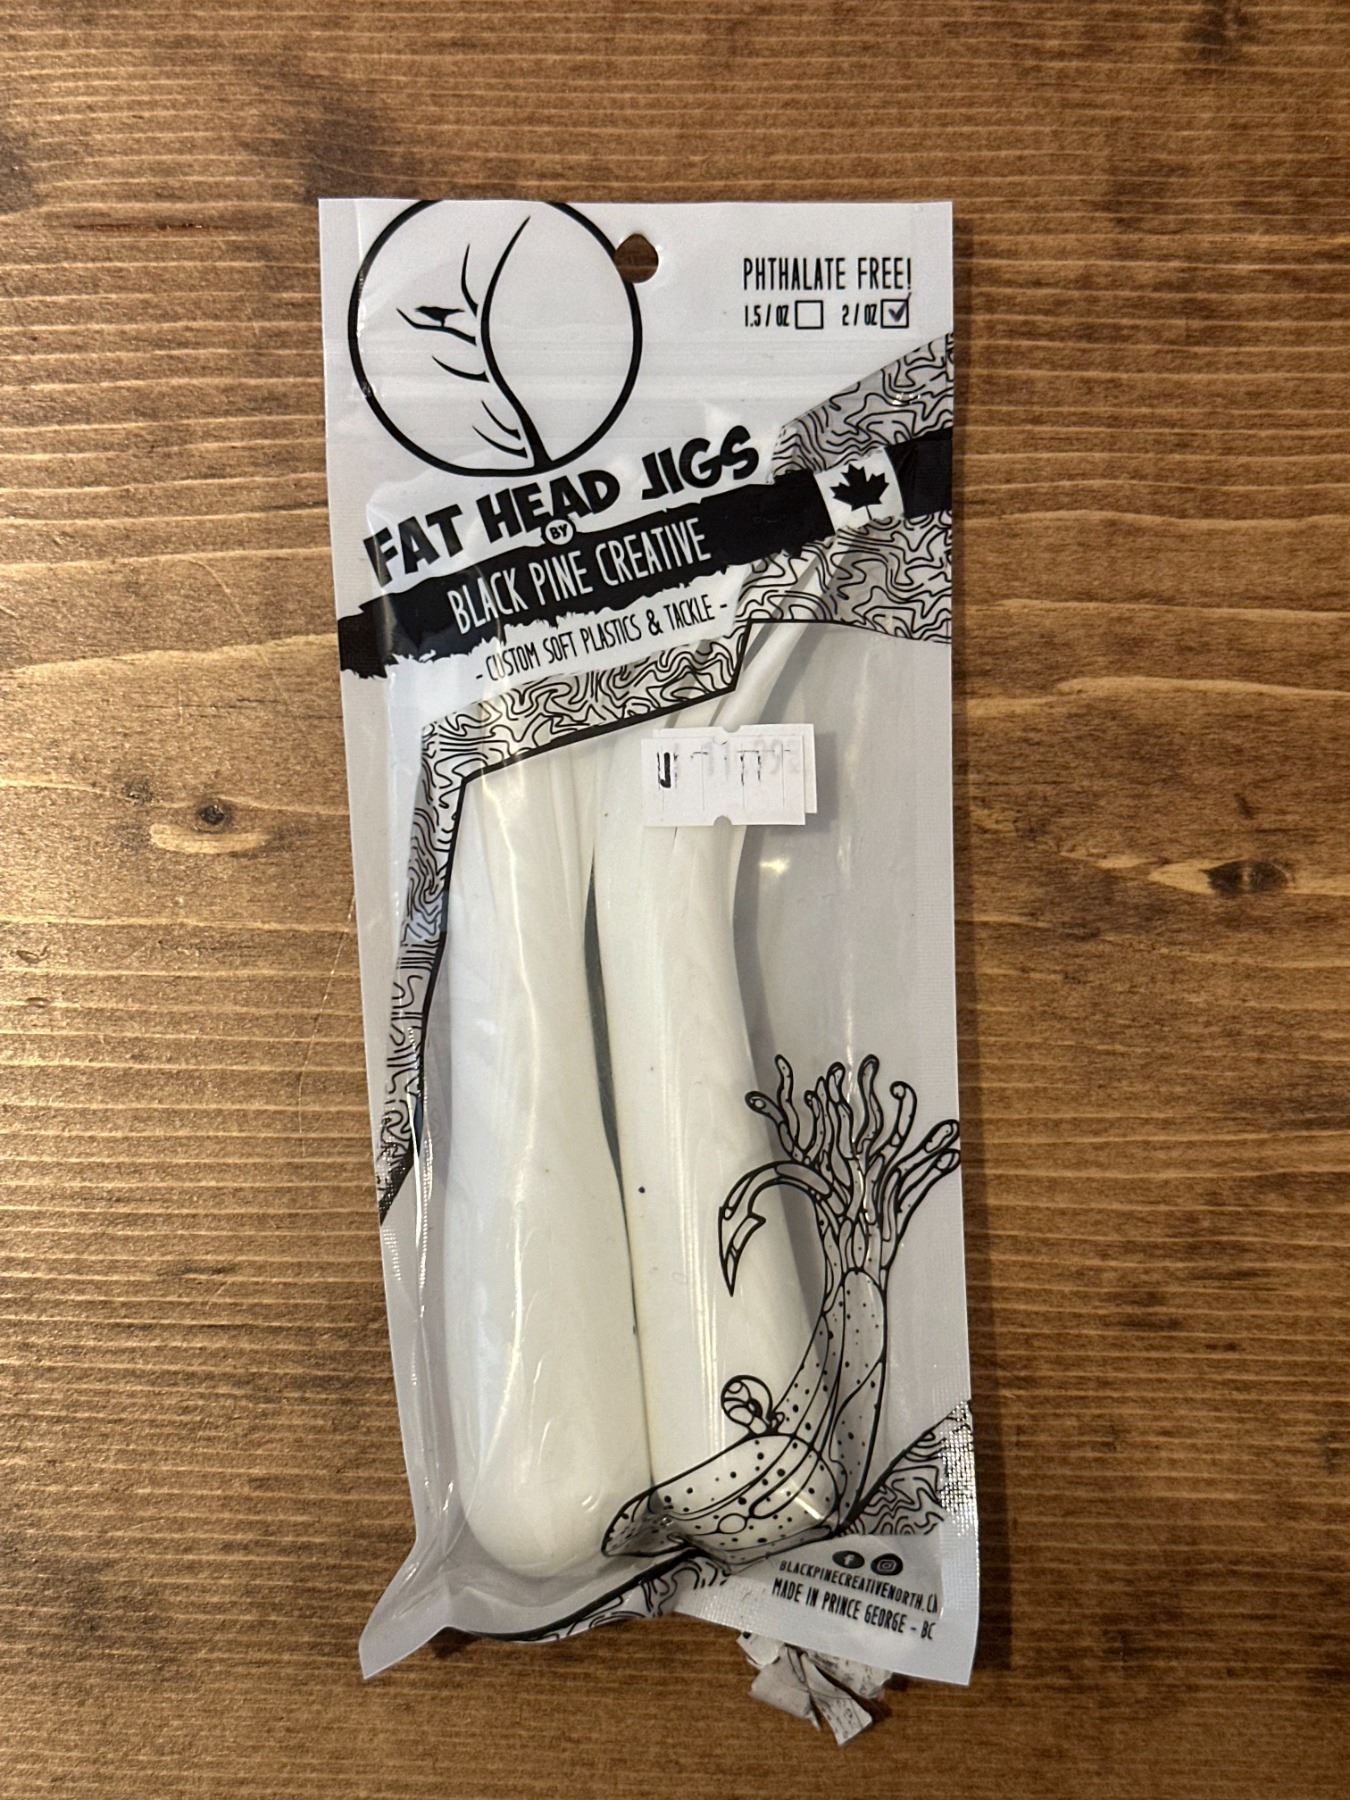 PHTHALATE FREE!
1.5/OZ 2/OZ
FAT HEAD JIGS
BY
BLACK PINE CREATIVE
- CUSTOM SOFT PLASTICS & TACKLE -
BLACKPINECREATIVENORTH.CA
MADE IN PRINCE GEORGE - BC